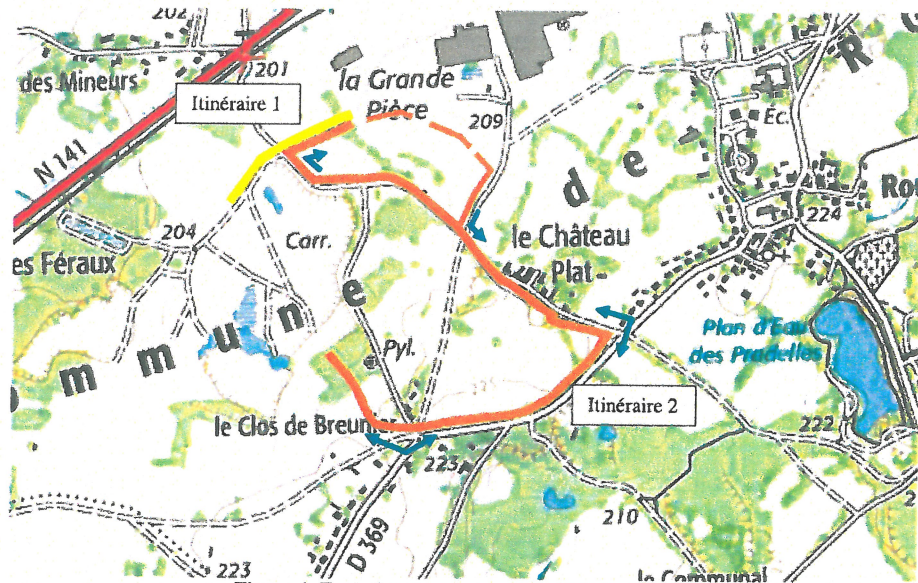 202
des Mineurs
201
Itinéraire 1
la Grande
Pièce
209
Éc.
R
N 141
d e
Rou
204
Carr.
le Château
Plat
224
es Féraux
o m m u n e
Pyl.
Plan d'Eau
des Pradelles
Itinéraire 2
le Clos de Breunier
223
222
210
D 369
223
le Communal